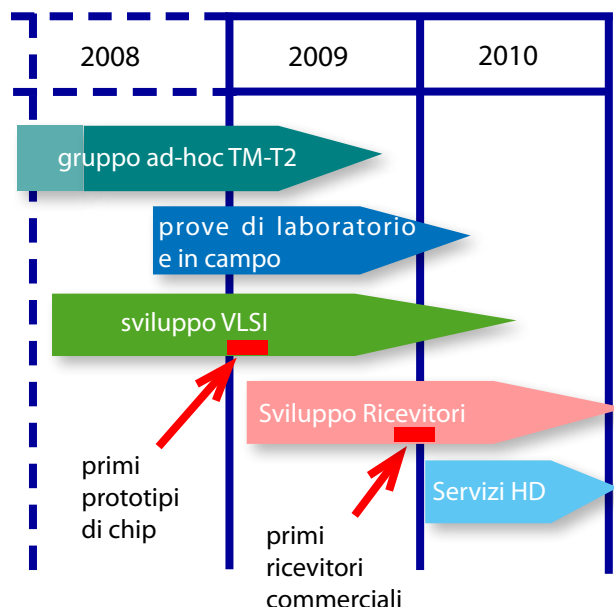 2008 2009 2010
gruppo ad-hoc TM-T2
prove di laboratorio
e in campo
sviluppo VLSI
Sviluppo Ricevitori
primi
prototipi
di chip
Servizi HD
primi
ricevitori
commerciali